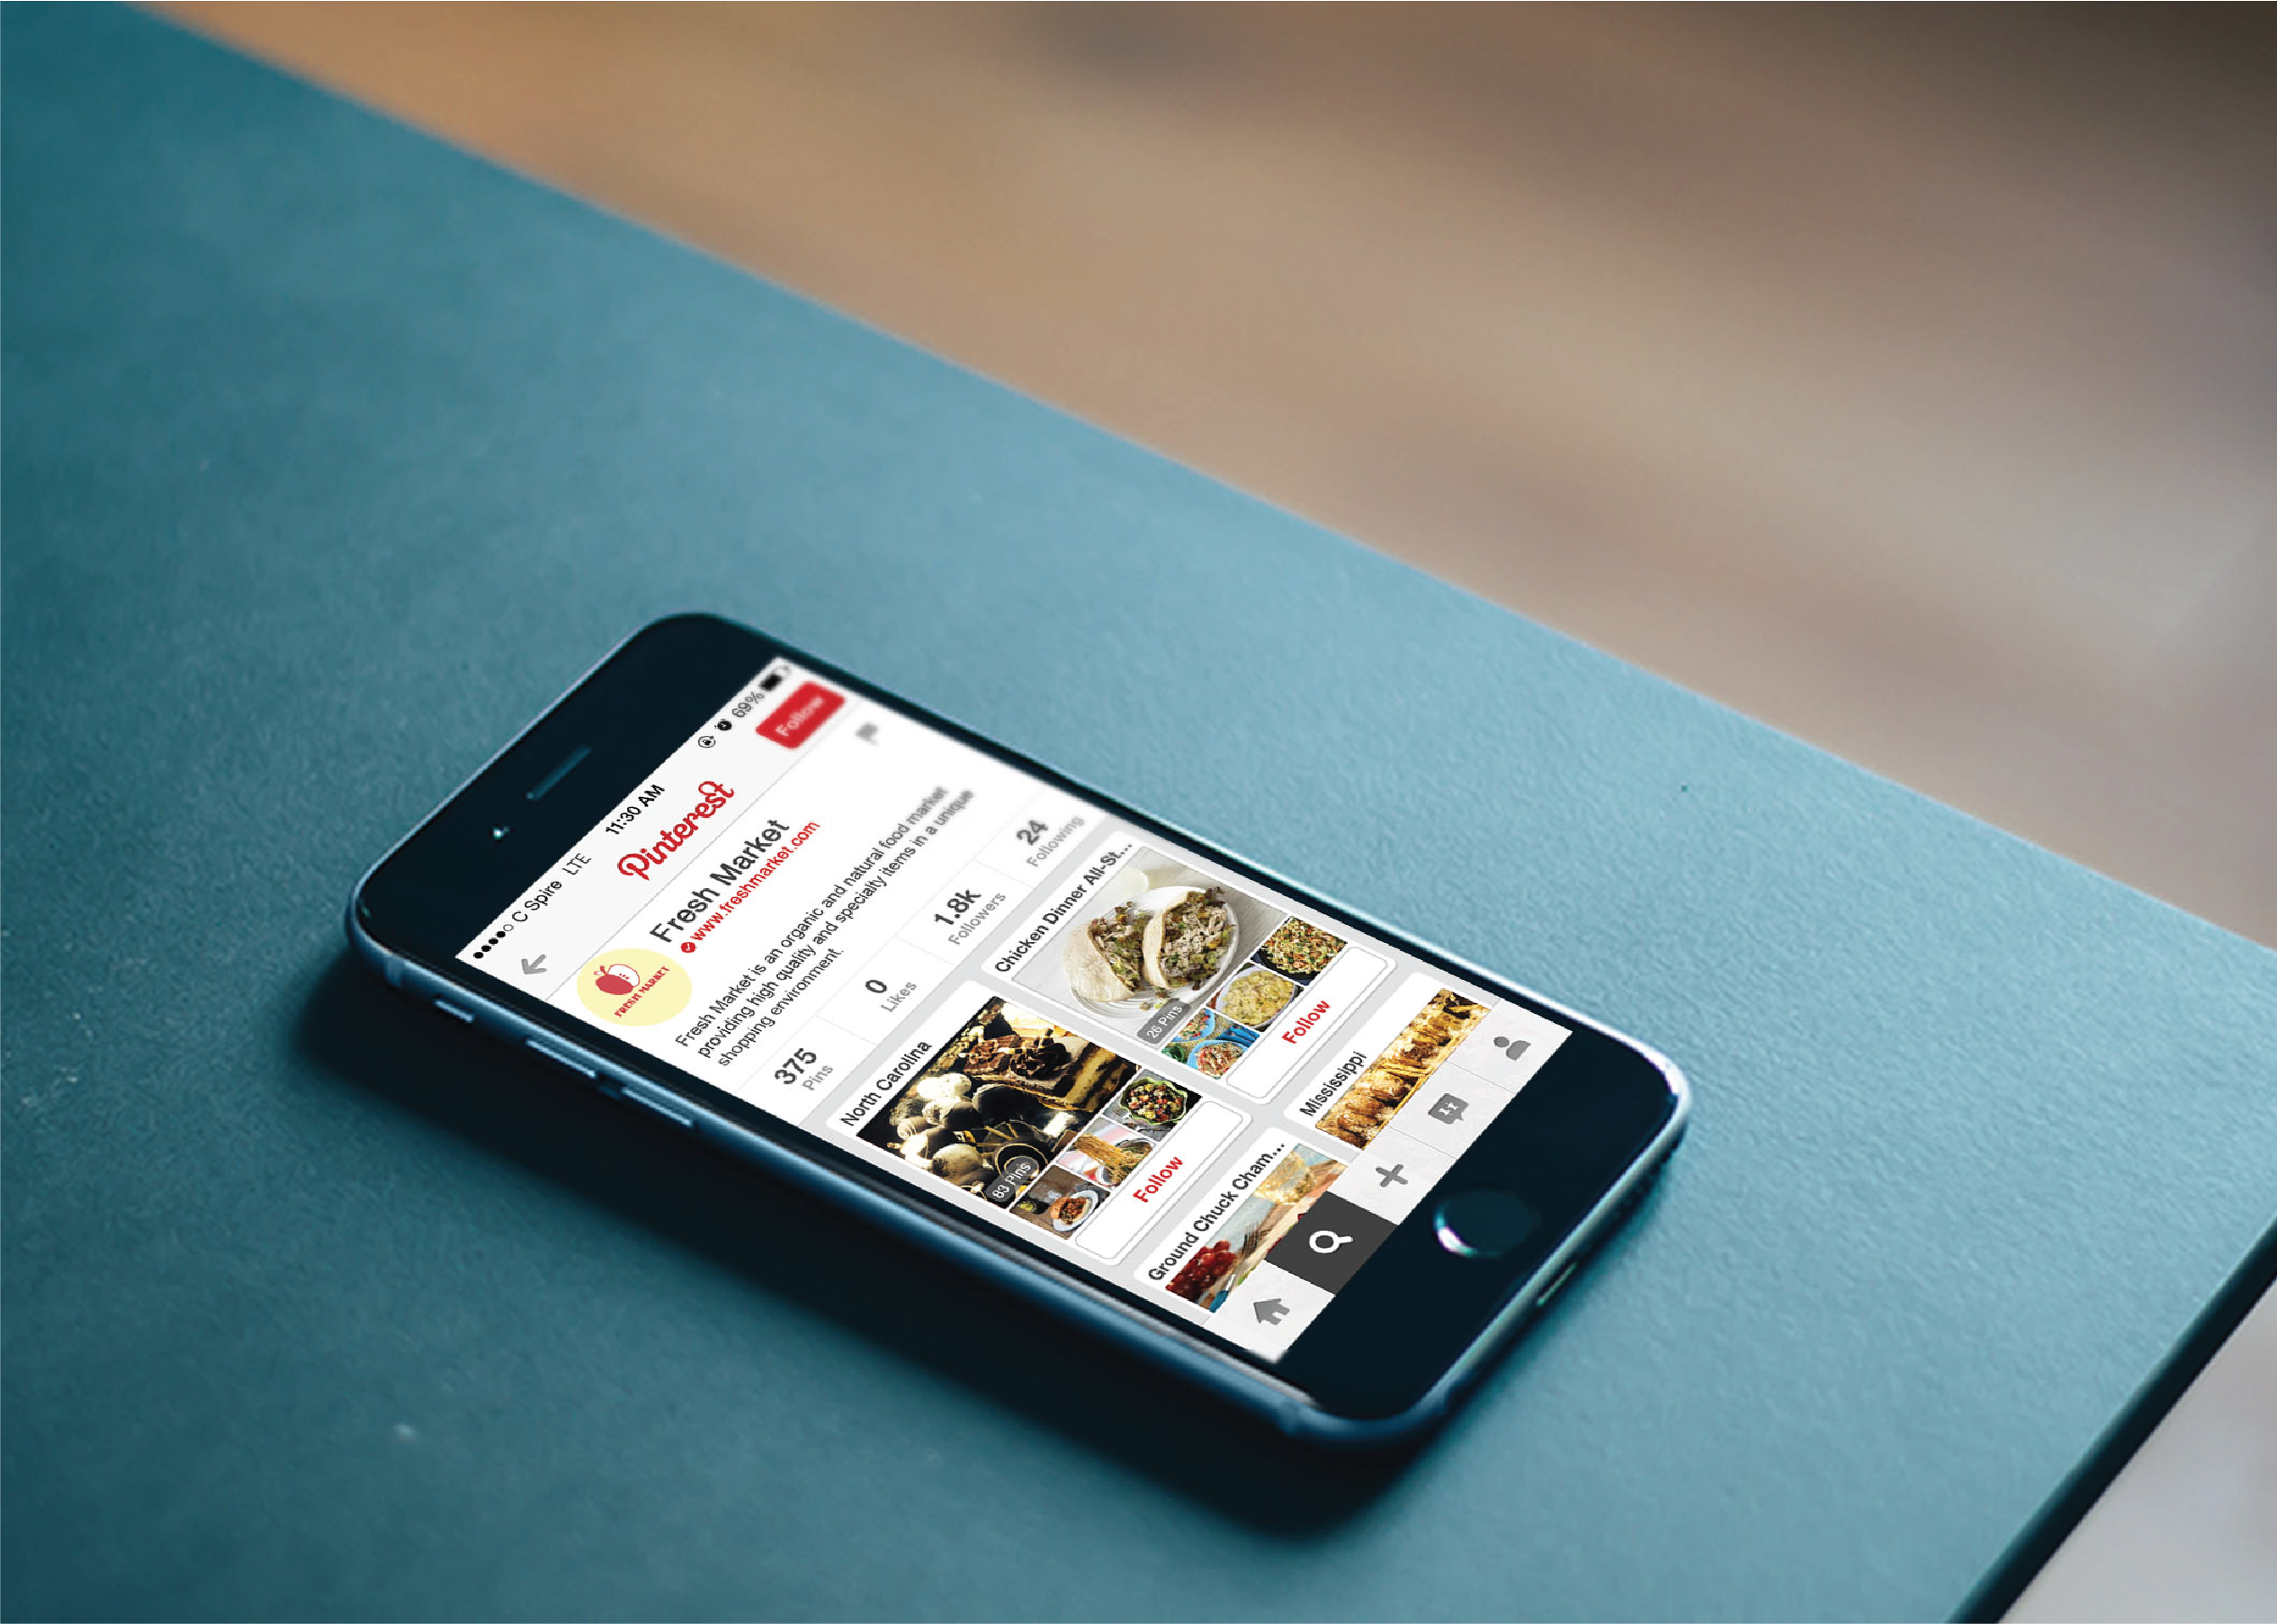 C Spire LTE 11:30 AM 69%
Pinterest
Follow
FRESH MARKET
Fresh Market
www.freshmarket.com
Fresh Market is an organic and natural food market
providing high quality and specialty items in a unique
shopping environment.
375
Pins
0
Likes
1.8k
Followers
24
Following
North Carolina
83 Pins
Follow
Chicken Dinner All-St...
26 Pins
Follow
Ground Chuck Cham...
Mississippi